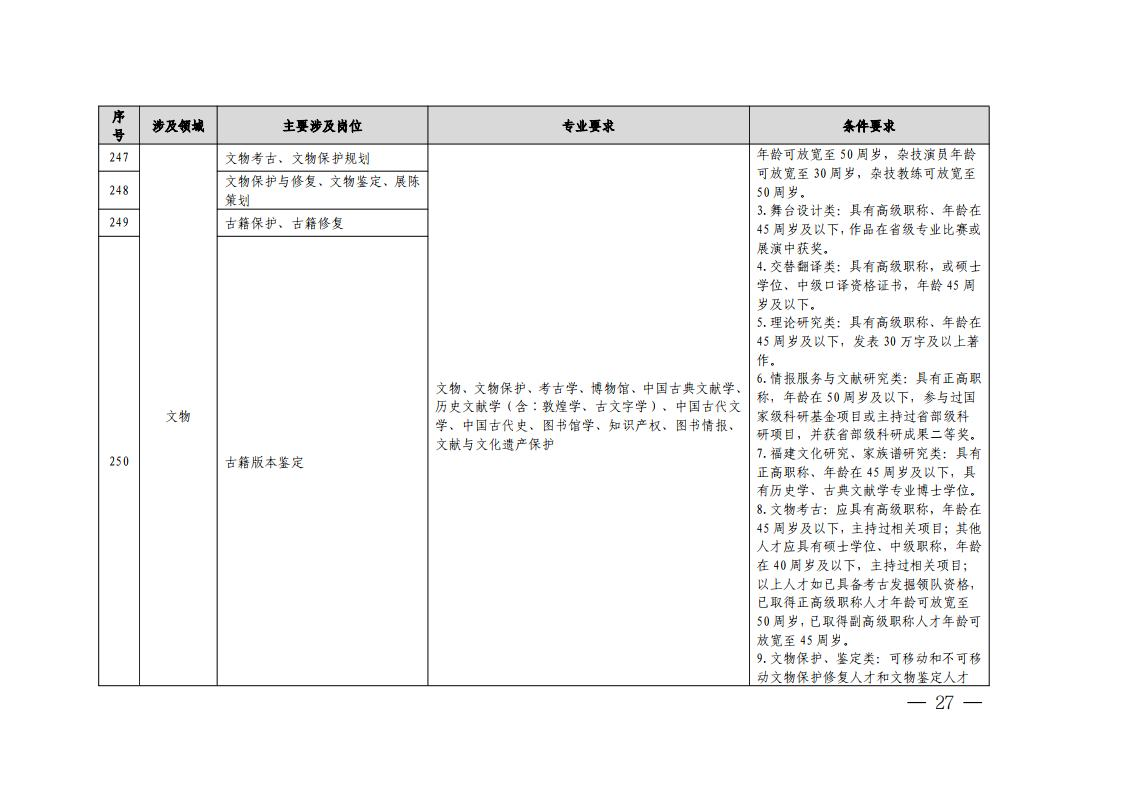 序号 涉及领域 主要涉及岗位 专业要求 条件要求
247 文物考古、文物保护规划
248 文物保护与修复、文物鉴定、展陈
策划
249 古籍保护、古籍修复
250 古籍版本鉴定
文物
文物、文物保护、考古学、博物馆、中国古典文献学、
历史文献学（含：敦煌学、古文字学）、中国古代文
学、中国古代史、图书馆学、知识产权、图书情报、
文献与文化遗产保护
年龄可放宽至 50 周岁，杂技演员年龄
可放宽至 30 周岁，杂技教练可放宽至
50 周岁。
3.舞台设计类：具有高级职称、年龄在
45 周岁及以下，作品在省级专业比赛或
展演中获奖。
4.交替翻译类：具有高级职称，或硕士
学位、中级口译资格证书，年龄 45 周
岁及以下。
5.理论研究类：具有高级职称、年龄在
45 周岁及以下，发表 30 万字及以上著
作。
6.情报服务与文献研究类：具有正高职
称，年龄在 50 周岁及以下，参与过国
家级科研基金项目或主持过省部级科
研项目，并获省部级科研成果二等奖。
7.福建文化研究、家族谱研究类：具有
正高职称、年龄在 45 周岁及以下，具
有历史学、古典文献学专业博士学位。
8.文物考古：应具有高级职称，年龄在
45 周岁及以下，主持过相关项目；其他
人才应具有硕士学位、中级职称，年龄
在 40 周岁及以下，主持过相关项目；
以上人才如已具备考古发掘领队资格，
已取得正高级职称人才年龄可放宽至
50 周岁，已取得副高级职称人才年龄可
放宽至 45 周岁。
9.文物保护、鉴定类：可移动和不可移
动文物保护修复人才和文物鉴定人才
— 27 —